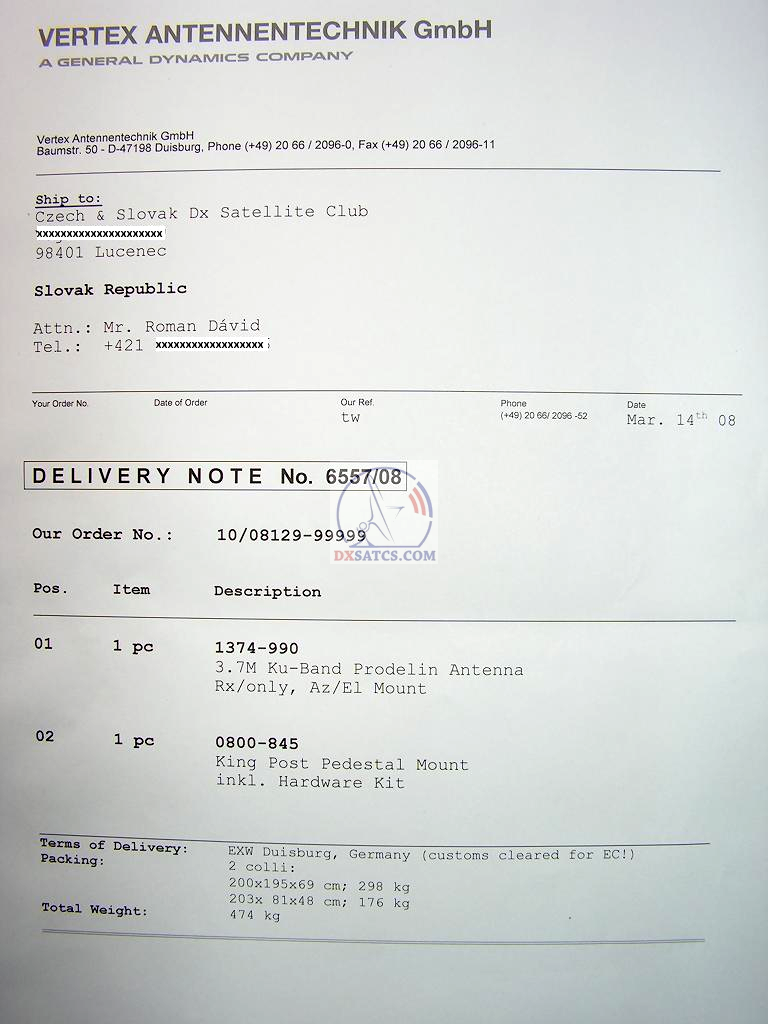 VERTEX ANTENNENTECHNIK GmbH
A GENERAL DYNAMICS COMPANY
Vertex Antennentechnik GmbH
Baumstr. 50 - D-47198 Duisburg, Phone (+49) 20 66 / 2096-0, Fax (+49) 20 66 / 2096-11
Ship to:
Czech & Slovak Dx Satellite Club
xxxxxxxxxxxxxxxxxxxxx
98401 Lucenec
Slovak Republic
Attn.: Mr. Roman Dávid
Tel.: +421 xxxxxxxxxxxxxxxxxx
Your Order No. Date of Order Our Ref. Phone Date
tw (+49) 20 66/ 2096 -52 Mar. 14th 08
DELIVERY NOTE No. 6557/08
Our Order No.: 10/08129-99999
DXSATCS.COM
Pos. Item Description
01 1 pc 1374-990
3.7M Ku-Band Prodelin Antenna
Rx/only, Az/El Mount
02 1 pc 0800-845
King Post Pedestal Mount
inkl. Hardware Kit
Terms of Delivery: EXW Duisburg, Germany (customs cleared for EC!)
Packing: 2 colli:
200x195x69 cm; 298 kg
203x 81x48 cm; 176 kg
Total Weight: 474 kg